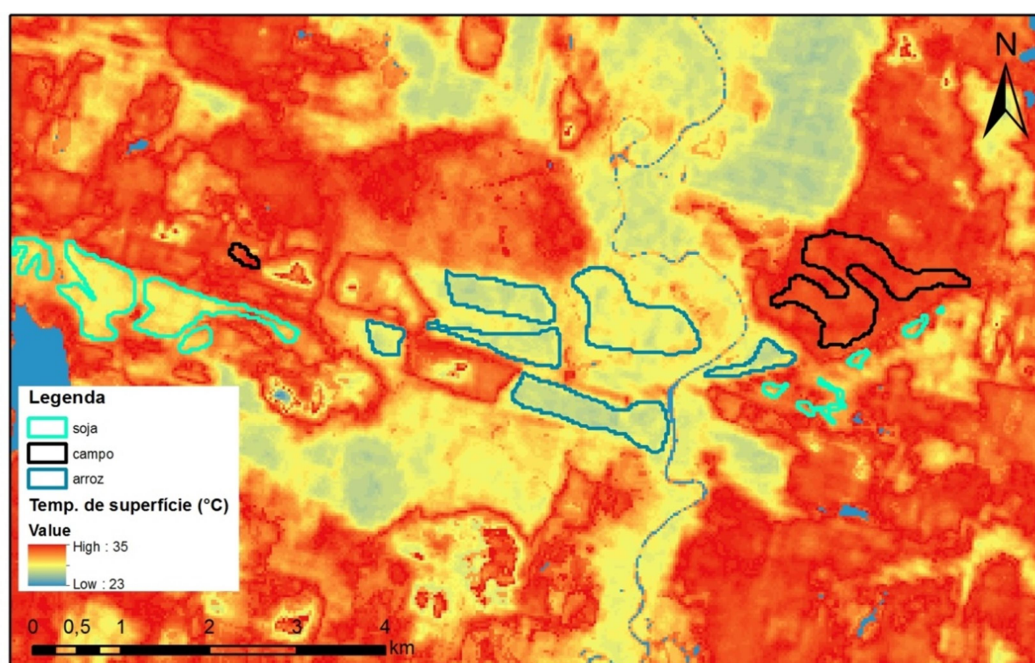 N
Legenda
soja
campo
arroz
Temp. de superfície (°C)
Value
High : 35
Low : 23
0 0,5 1 2 3 4
km